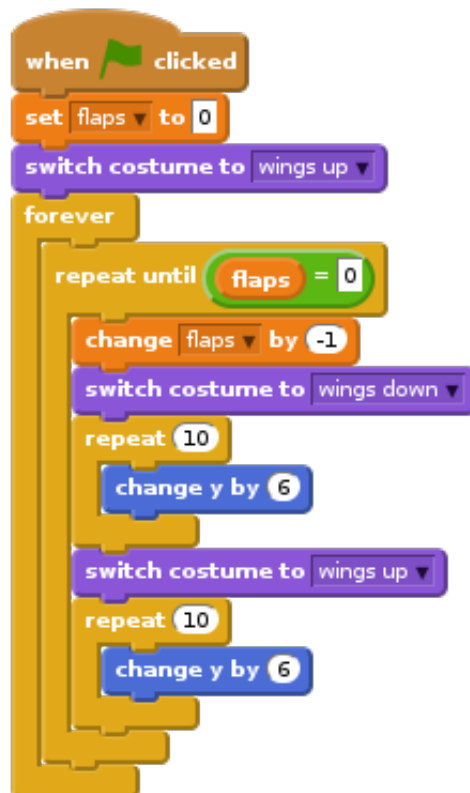 when clicked
set flaps to 0
switch costume to wings up
forever
repeat until flaps = 0
change flaps by -1
switch costume to wings down
repeat 10
change y by 6
switch costume to wings up
repeat 10
change y by 6